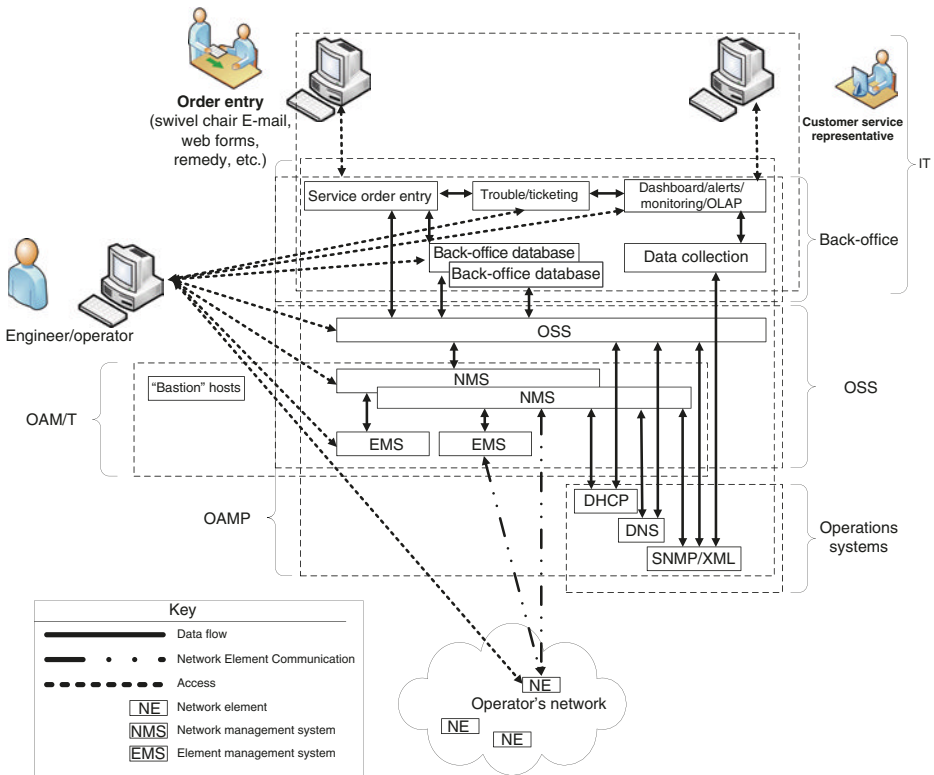 Order entry
(swivel chair E-mail,
web forms,
remedy, etc.)
Customer service
representative
IT
Service order entry
Trouble/ticketing
Dashboard/alerts/
monitoring/OLAP
Back-office
Back-office database
Back-office database
Data collection
Engineer/operator
OSS
"Bastion" hosts
NMS
NMS
OSS
OAM/T
EMS
EMS
DHCP
OAMP
DNS
Operations
systems
SNMP/XML
Key
Data flow
Network Element Communication
Access
NE
Network element
NMS
Network management system
EMS
Element management system
NE
Operator's network
NE
NE